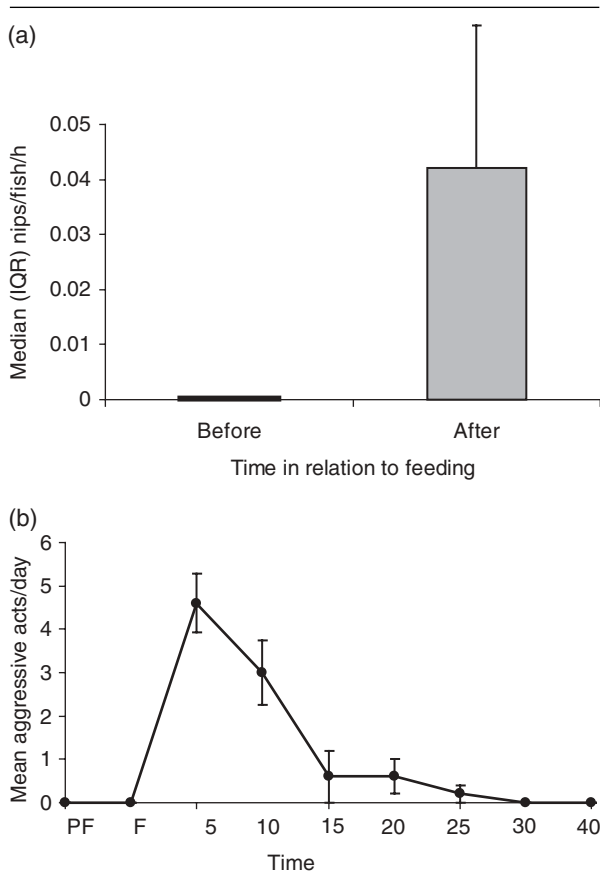 (a)
Median (IQR) nips/fish/h
0.05
0.04
0.03
0.02
0.01
0
Before After
Time in relation to feeding
(b)
Mean aggressive acts/day
6
5
4
3
2
1
0
PF F 5 10 15 20 25 30 40
Time